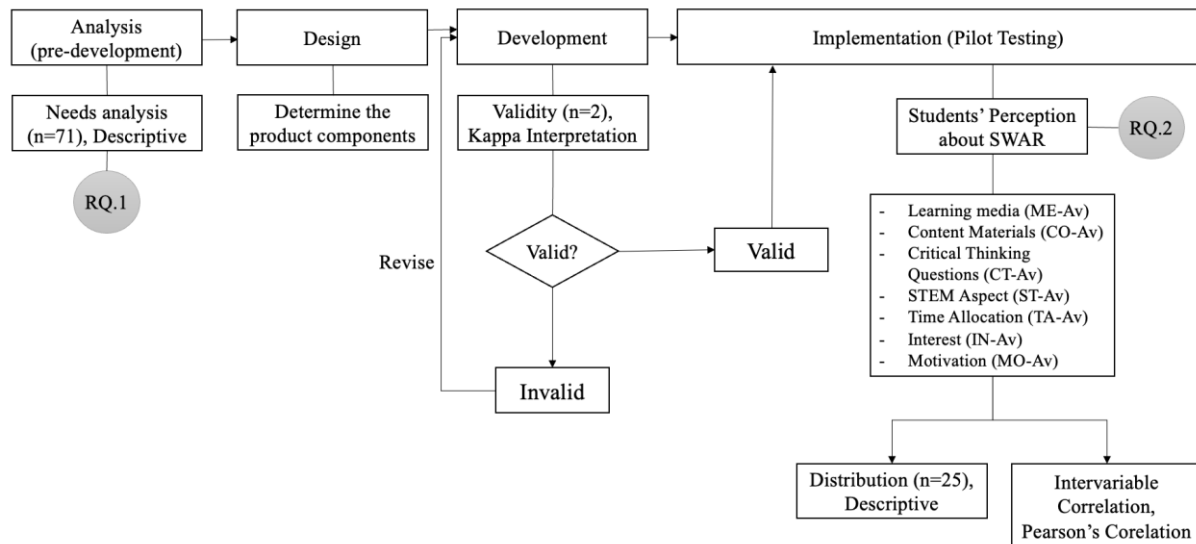 Analysis
(pre-development)
Design
Development
Implementation (Pilot Testing)
Needs analysis
(n=71), Descriptive
Determine the
product components
Validity (n=2),
Kappa Interpretation
Students’ Perception
about SWAR
RQ.2
RQ.1
- Learning media (ME-Av)
- Content Materials (CO-Av)
- Critical Thinking
Questions (CT-Av)
- STEM Aspect (ST-Av)
- Time Allocation (TA-Av)
- Interest (IN-Av)
- Motivation (MO-Av)
Revise
Valid?
Valid
Invalid
Distribution (n=25),
Descriptive
Intervariable
Correlation,
Pearson’s Corelation